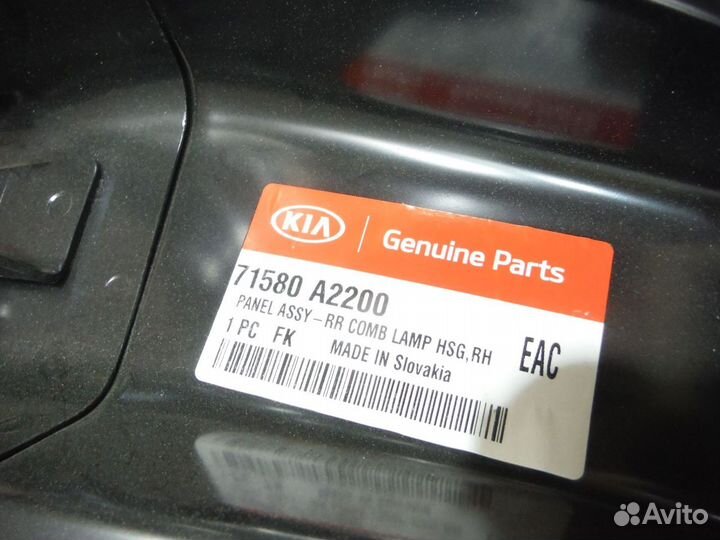 KIA
Genuine Parts
71580 A2200
PANEL ASSY-RR COMB LAMP HSG,RH
1 PC FK MADE IN Slovakia
EAC
Avito